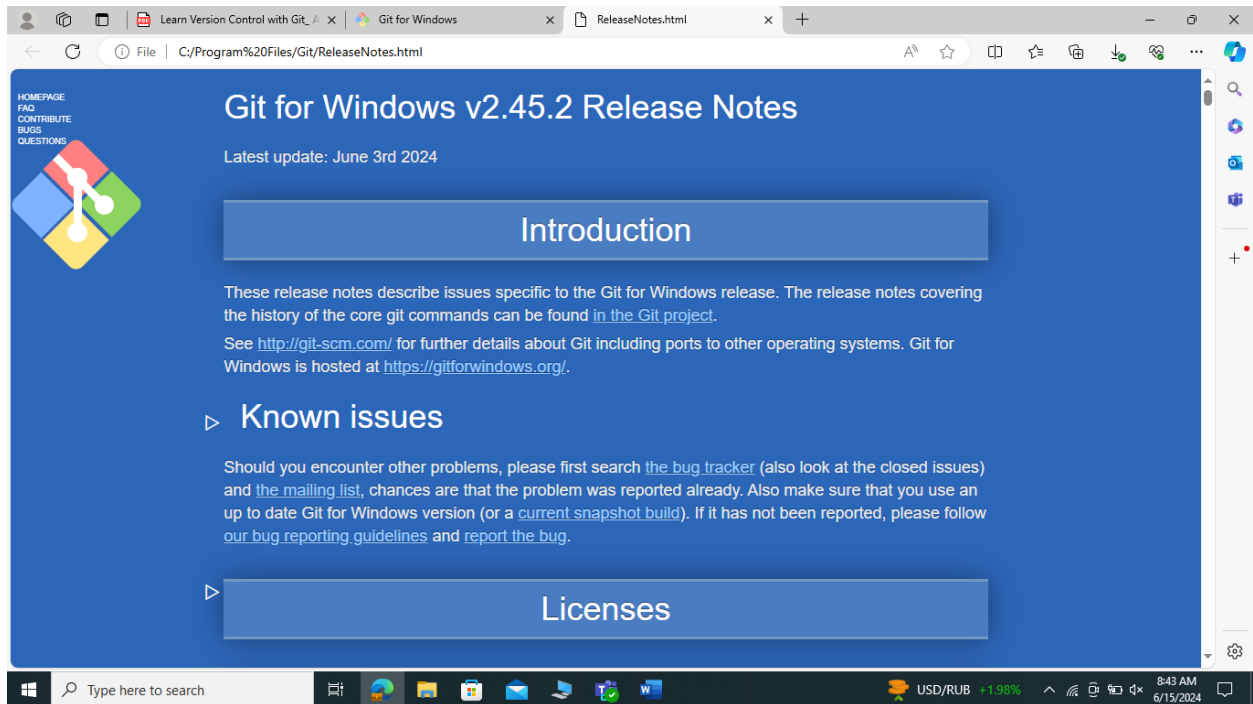 Learn Version Control with Git_ A
Git for Windows
ReleaseNotes.html
File
C:/Program%20Files/Git/ReleaseNotes.html
HOMEPAGE
FAQ
CONTRIBUTE
BUGS
QUESTIONS
Git for Windows v2.45.2 Release Notes
Latest update: June 3rd 2024
Introduction
These release notes describe issues specific to the Git for Windows release. The release notes covering
the history of the core git commands can be found in the Git project.
See http://git-scm.com/ for further details about Git including ports to other operating systems. Git for
Windows is hosted at https://gitforwindows.org/.
Known issues
Should you encounter other problems, please first search the bug tracker (also look at the closed issues)
and the mailing list, chances are that the problem was reported already. Also make sure that you use an
up to date Git for Windows version (or a current snapshot build). If it has not been reported, please follow
our bug reporting guidelines and report the bug.
Licenses
Type here to search
USD/RUB +1.98%
8:43 AM
6/15/2024